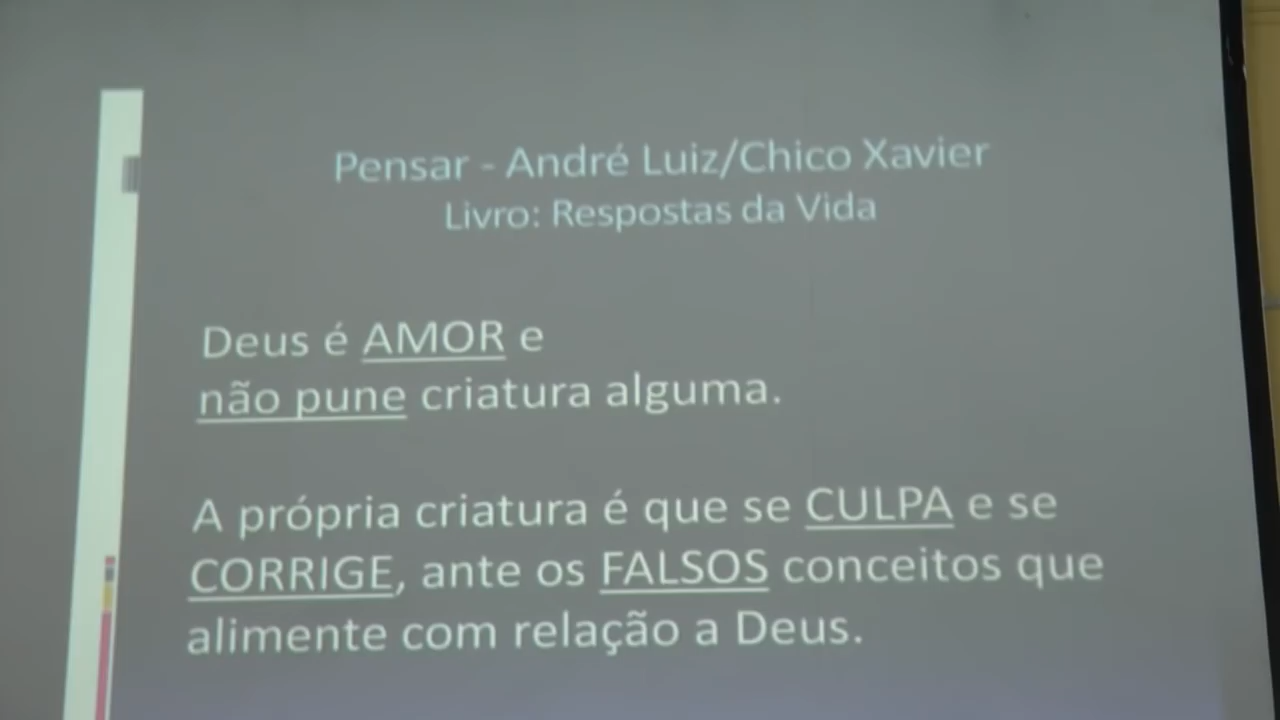 Pensar - André Luiz/Chico Xavier
Livro: Respostas da Vida
Deus é AMOR e
não pune criatura alguma.
A própria criatura é que se CULPA e se
CORRIGE, ante os FALSOS conceitos que
alimente com relação a Deus.